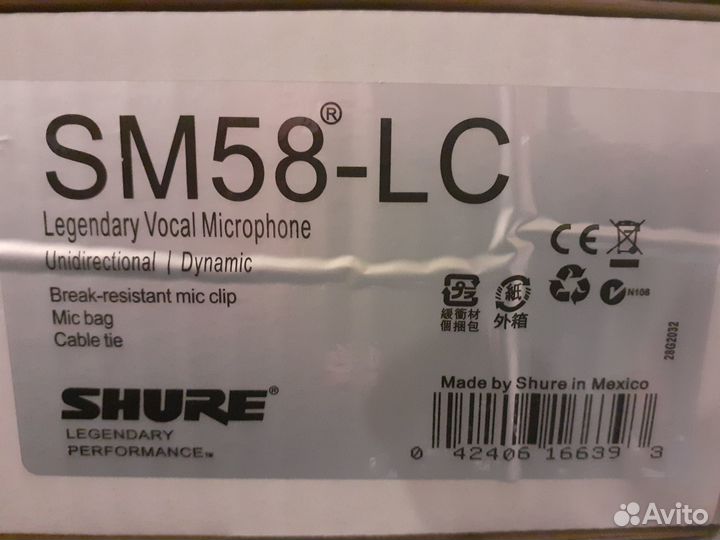 SM58®-LC
Legendary Vocal Microphone
Unidirectional | Dynamic
Break-resistant mic clip
Mic bag
Cable tie
CE
プラ
緩衝材
個捆包
紙
外箱
N108
28G2032
SHURE®
LEGENDARY
PERFORMANCE™
Made by Shure in Mexico
0 42406 16639 3
Avito